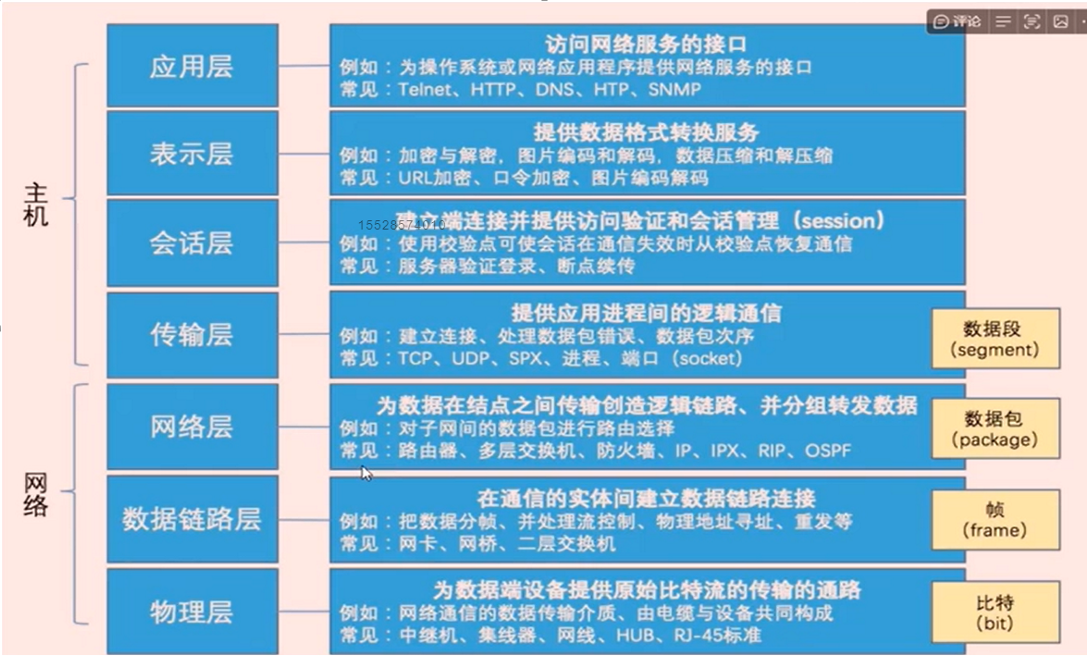 评论
应用层
访问网络服务的接口
例如：为操作系统或网络应用程序提供网络服务的接口
常见：Telnet、HTTP、DNS、HTP、SNMP
表示层
提供数据格式转换服务
例如：加密与解密，图片编码和解码，数据压缩和解压缩
常见：URL加密、口令加密、图片编码解码
主机
会话层
建立端连接并提供访问验证和会话管理（session）
例如：使用校验点可使会话在通信失效时从校验点恢复通信
常见：服务器验证登录、断点续传
传输层
提供应用进程间的逻辑通信
例如：建立连接、处理数据包错误、数据包次序
常见：TCP、UDP、SPX、进程、端口（socket）
数据段
（segment）
网络层
为数据在结点之间传输创造逻辑链路、并分组转发数据
例如：对子网间的数据包进行路由选择
常见：路由器、多层交换机、防火墙、IP、IPX、RIP、OSPF
数据包
（package）
网络
数据链路层
在通信的实体间建立数据链路连接
例如：把数据分帧、并处理流控制、物理地址寻址、重发等
常见：网卡、网桥、二层交换机
帧
（frame）
物理层
为数据端设备提供原始比特流的传输的通路
例如：网络通信的数据传输介质、由电缆与设备共同构成
常见：中继机、集线器、网线、HUB、RJ-45标准
比特
（bit）